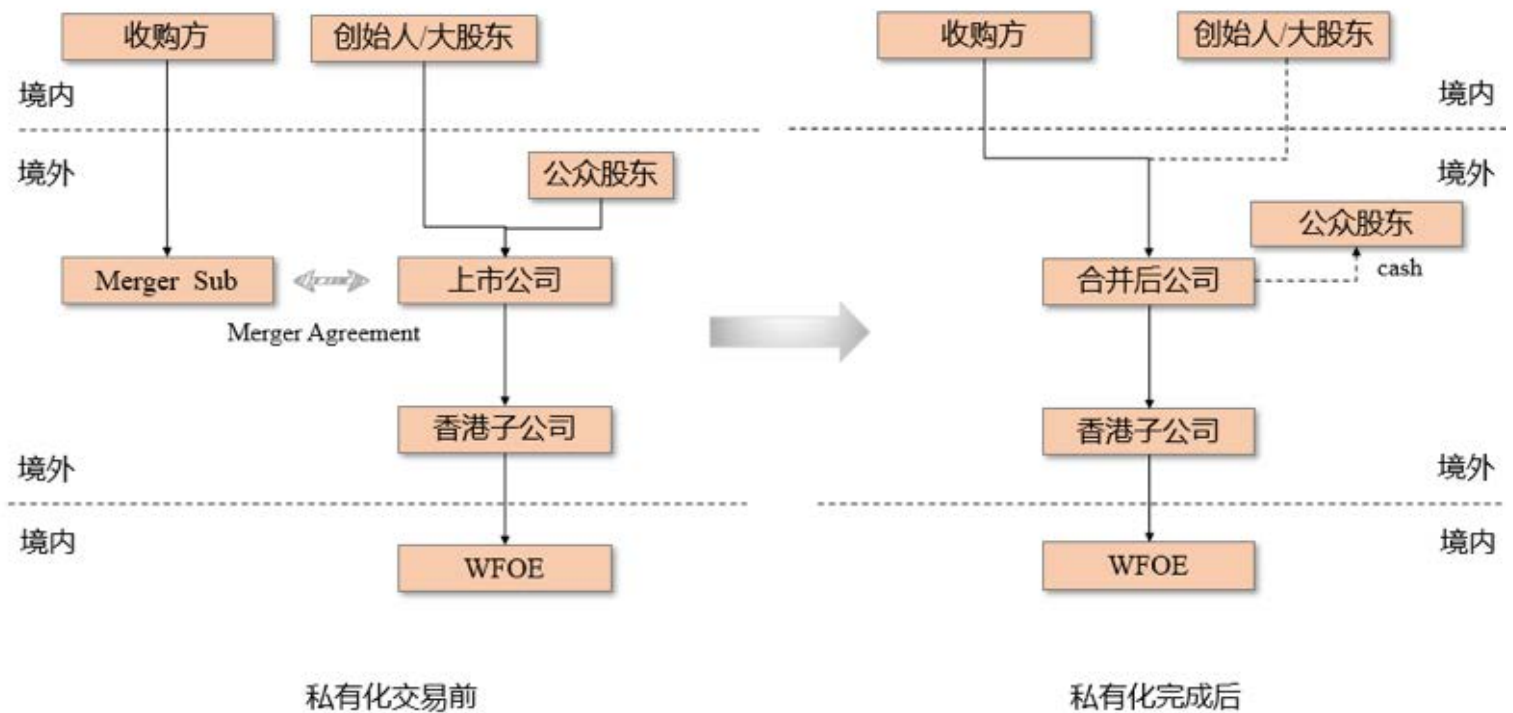 收购方
创始人/大股东
境内
境外
公众股东
Merger Sub
上市公司
Merger Agreement
香港子公司
境外
境内
WFOE
私有化交易前
收购方
创始人/大股东
境内
境外
公众股东
合并后公司
cash
香港子公司
境外
境内
WFOE
私有化完成后